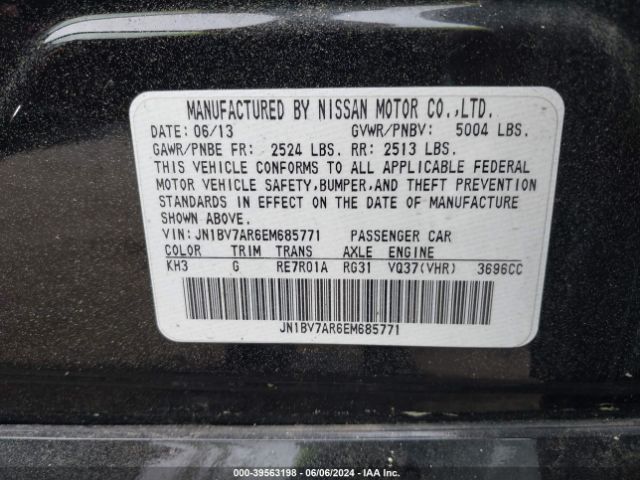 MANUFACTURED BY NISSAN MOTOR CO.,LTD.
DATE: 06/13 GVWR/PNBV: 5004 LBS.
GAWR/PNBE FR: 2524 LBS. RR: 2513 LBS.
THIS VEHICLE CONFORMS TO ALL APPLICABLE FEDERAL
MOTOR VEHICLE SAFETY,BUMPER,AND THEFT PREVENTION
STANDARDS IN EFFECT ON THE DATE OF MANUFACTURE
SHOWN ABOVE.
VIN: JN1BV7AR6EM685771 PASSENGER CAR
COLOR TRIM TRANS AXLE ENGINE
KH3 G RE7R01A RG31 VQ37(VHR) 3696CC
JN1BV7AR6EM685771
000-39563198 - 06/06/2024 - IAA Inc.